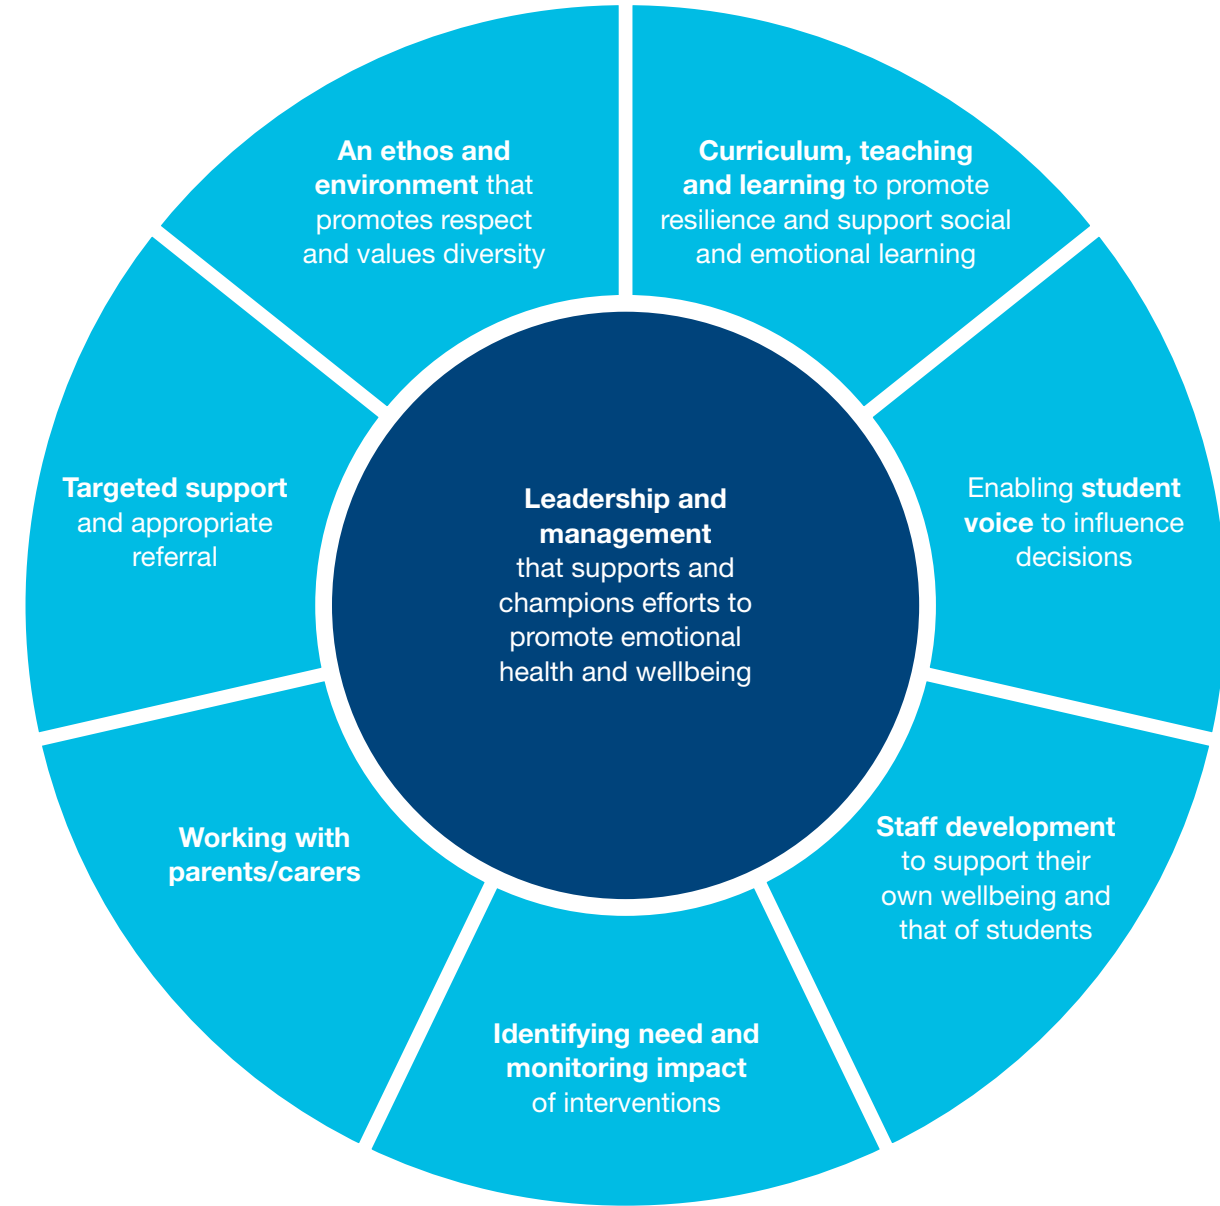 An ethos and
environment that
promotes respect
and values diversity
Curriculum, teaching
and learning to promote
resilience and support social
and emotional learning
Targeted support
and appropriate
referral
Leadership and
management
that supports and
champions efforts to
promote emotional
health and wellbeing
Enabling student
voice to influence
decisions
Working with
parents/carers
Staff development
to support their
own wellbeing and
that of students
Identifying need and
monitoring impact
of interventions